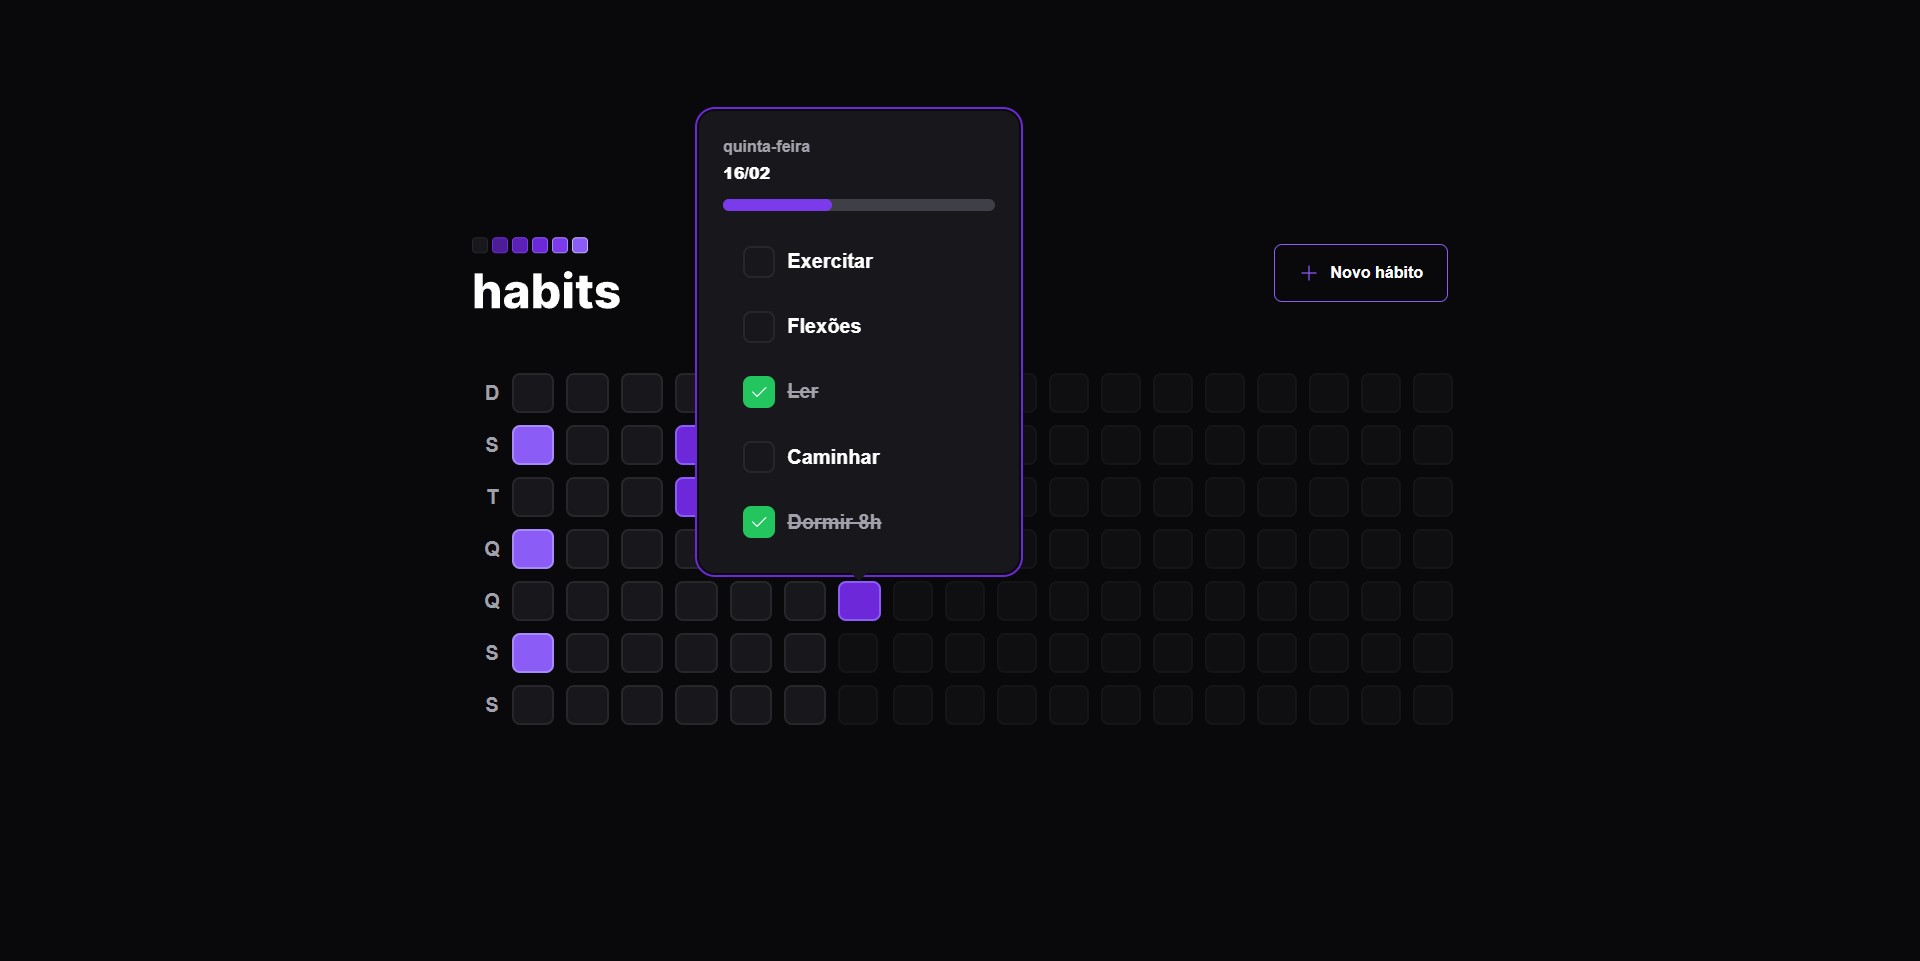 quinta-feira
16/02
habits
Novo hábito
Exercitar
Flexões
Ler
Caminhar
Dormir 8h
D
S
T
Q
Q
S
S